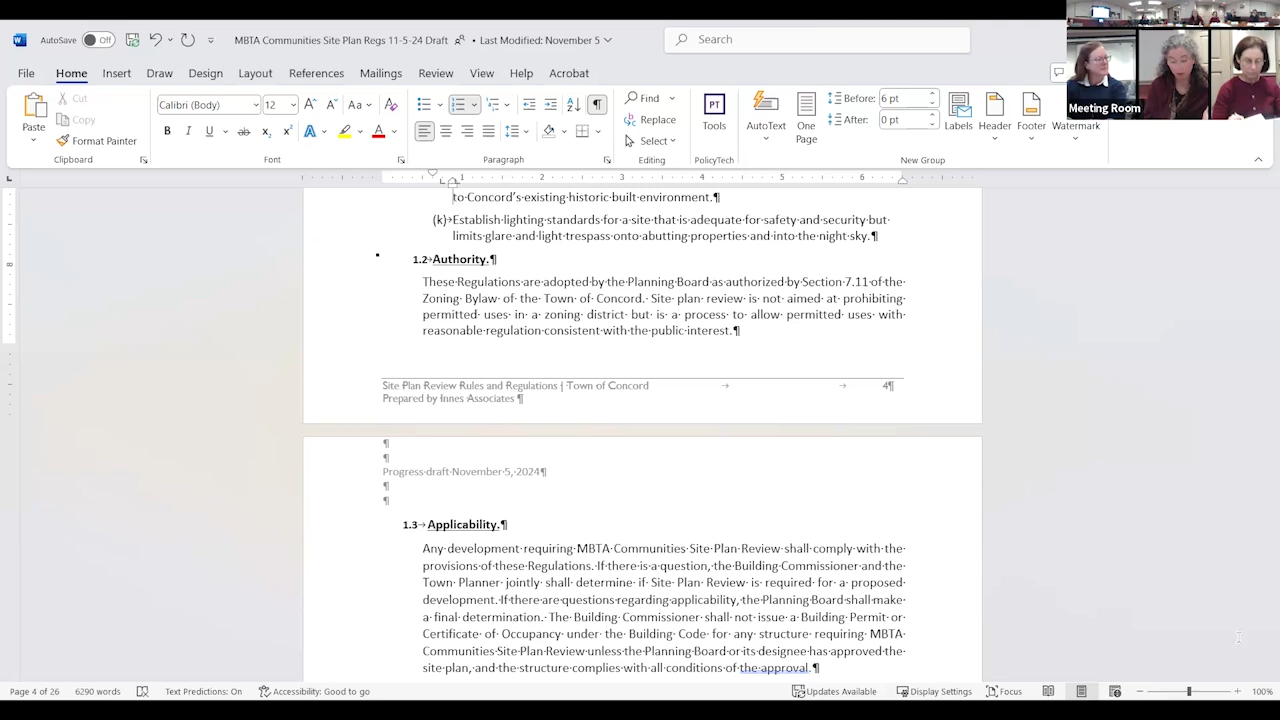 AutoSave Off MBTA Communities Site Plan Regs 11-5-24 Draft • Last Modified: November 5 Search
File Home Insert Draw Design Layout References Mailings Review View Help Acrobat
Meeting Room
Paste Cut Copy Format Painter
Calibri (Body) 12
Find Replace Select
Tools
AutoText One Page
Before: 6 pt
After: 0 pt
Labels Header Footer Watermark
Clipboard Font Paragraph Editing PolicyTech New Group
1 2 3 4 5 6
to Concord's existing historic built environment.¶
(k)→Establish lighting standards for a site that is adequate for safety and security but
limits glare and light trespass onto abutting properties and into the night sky.¶
1.2→Authority.¶
These Regulations are adopted by the Planning Board as authorized by Section 7.11 of the
Zoning Bylaw of the Town of Concord. Site plan review is not aimed at prohibiting
permitted uses in a zoning district but is a process to allow permitted uses with
reasonable regulation consistent with the public interest.¶
Site Plan Review Rules and Regulations | Town of Concord → → 4¶
Prepared by Innes Associates ¶
¶
¶
Progress draft November 5, 2024¶
¶
¶
1.3→Applicability.¶
Any development requiring MBTA Communities Site Plan Review shall comply with the
provisions of these Regulations. If there is a question, the Building Commissioner and the
Town Planner jointly shall determine if Site Plan Review is required for a proposed
development. If there are questions regarding applicability, the Planning Board shall make
a final determination. The Building Commissioner shall not issue a Building Permit or
Certificate of Occupancy under the Building Code for any structure requiring MBTA
Communities Site Plan Review unless the Planning Board or its designee has approved the
site plan, and the structure complies with all conditions of the approval.¶
Page 4 of 26 6290 words Text Predictions: On Accessibility: Good to go Updates Available Display Settings Focus 100%